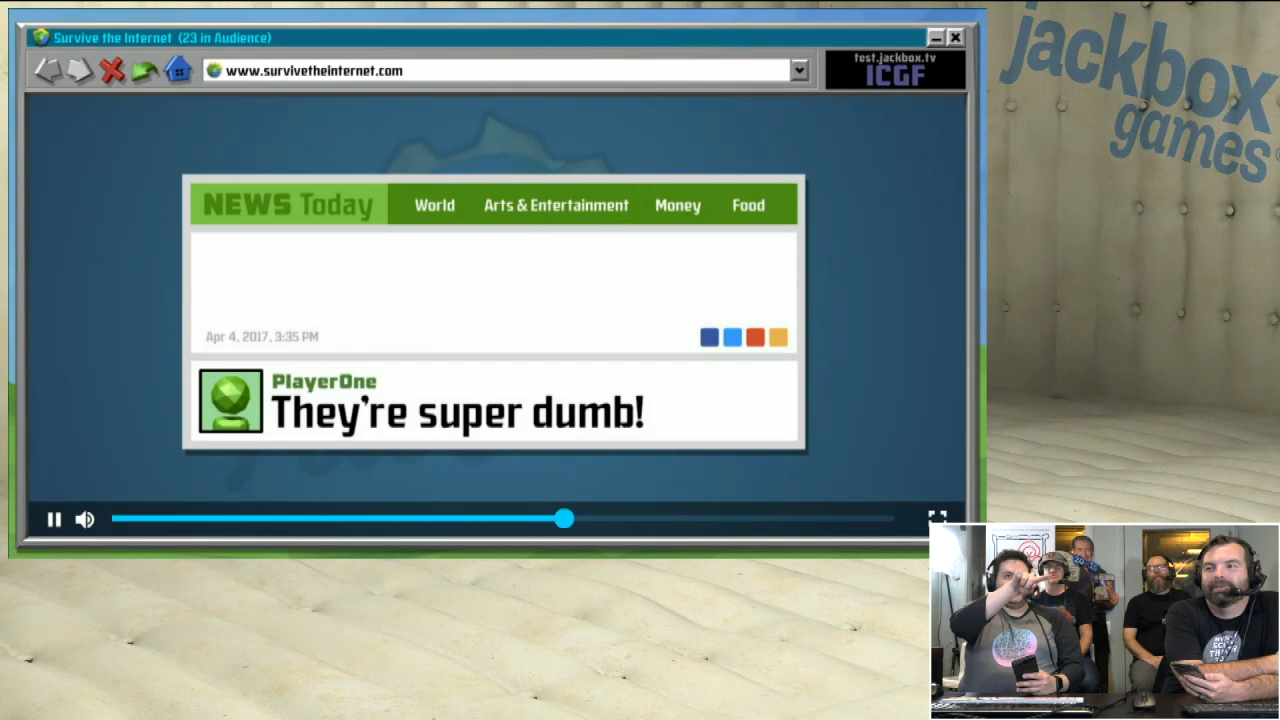 Survive the Internet (23 in Audience)
www.survivetheinternet.com
test.jackbox.tv
ICGF
jackbox
games
NEWS Today
World
Arts & Entertainment
Money
Food
Apr 4, 2017, 3:35 PM
PlayerOne
They're super dumb!